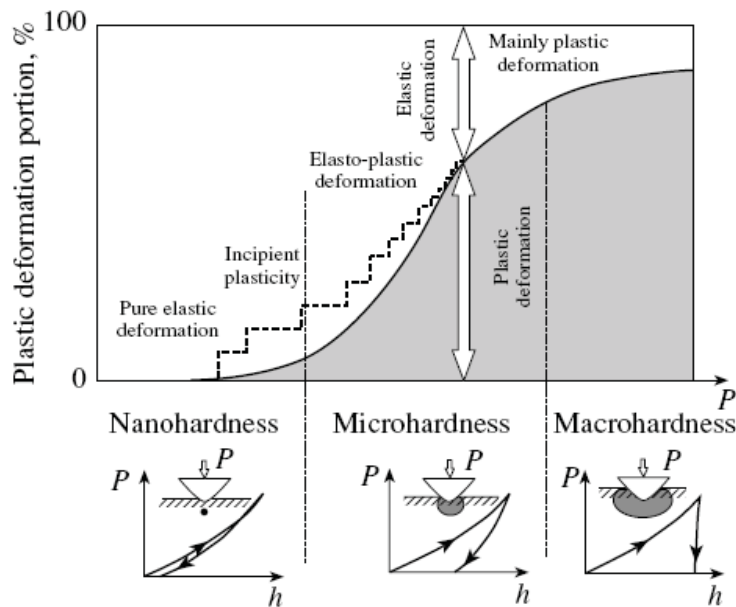 Plastic deformation portion, %
100
0
Elastic
deformation
Mainly plastic
deformation
Elasto-plastic
deformation
Incipient
plasticity
Pure elastic
deformation
Plastic
deformation
P
Nanohardness
Microhardness
Macrohardness
P
P
h
P
P
h
P
P
h